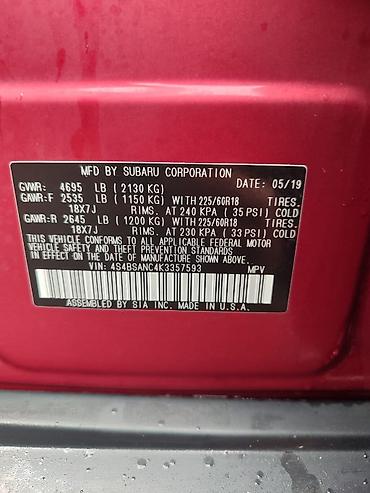 MFD BY SUBARU CORPORATION DATE: 05/19
GVWR: 4695 LB ( 2130 KG)
GAWR:F 2535 LB ( 1150 KG) WITH 225/60R18 TIRES.
18X7J RIMS. AT 240 KPA ( 35 PSI) COLD
GAWR:R 2645 LB ( 1200 KG) WITH 225/60R18 TIRES.
18X7J RIMS. AT 230 KPA ( 33 PSI) COLD
THIS VEHICLE CONFORMS TO ALL APPLICABLE FEDERAL MOTOR
VEHICLE SAFETY, BUMPER, AND THEFT PREVENTION STANDARDS
IN EFFECT ON THE DATE OF MANUFACTURE SHOWN ABOVE.
VIN: 4S4BSANC4K3357593 MPV
ASSEMBLED BY SIA INC. MADE IN U.S.A.